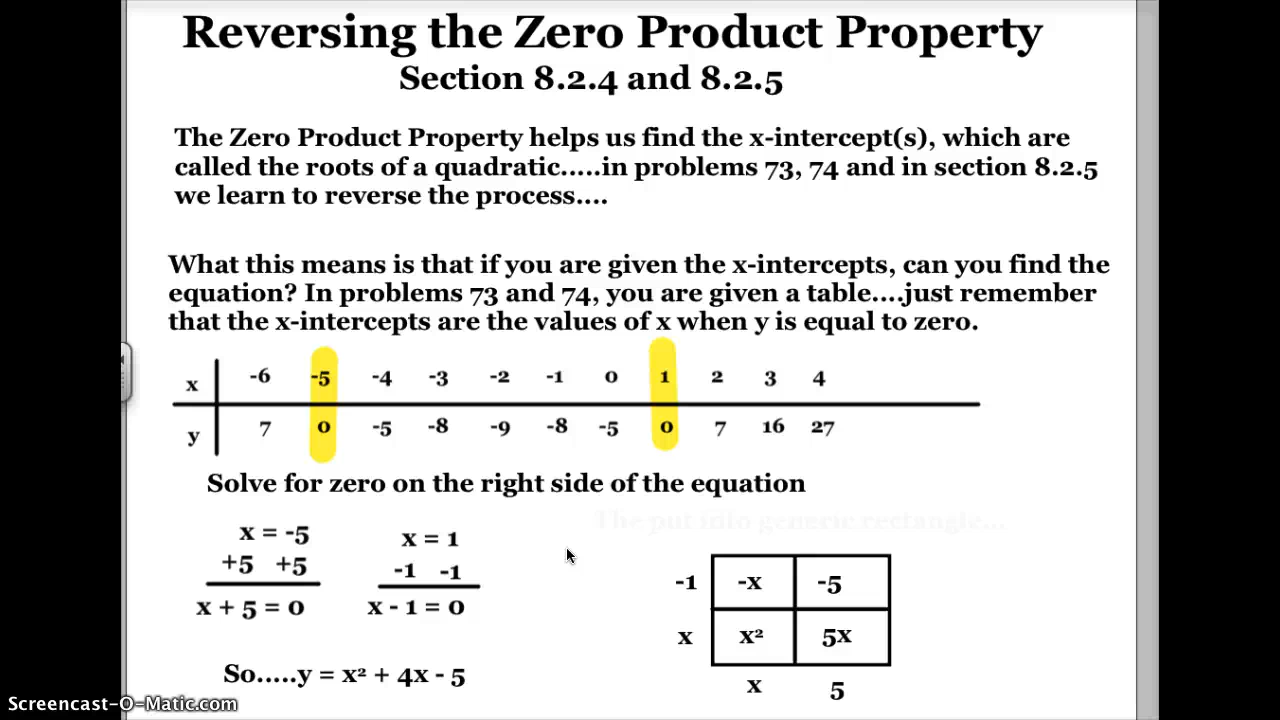 Reversing the Zero Product Property
Section 8.2.4 and 8.2.5
The Zero Product Property helps us find the x-intercept(s), which are
called the roots of a quadratic.....in problems 73, 74 and in section 8.2.5
we learn to reverse the process....
What this means is that if you are given the x-intercepts, can you find the
equation? In problems 73 and 74, you are given a table....just remember
that the x-intercepts are the values of x when y is equal to zero.
x -6 -5 -4 -3 -2 -1 0 1 2 3 4
y 7 0 -5 -8 -9 -8 -5 0 7 16 27
Solve for zero on the right side of the equation
The put into generic rectangle...
x = -5
+5 +5
x + 5 = 0
x = 1
-1 -1
x - 1 = 0
So.....y = x² + 4x - 5
-1 -x -5
x x² 5x
x 5
Screencast-O-Matic.com